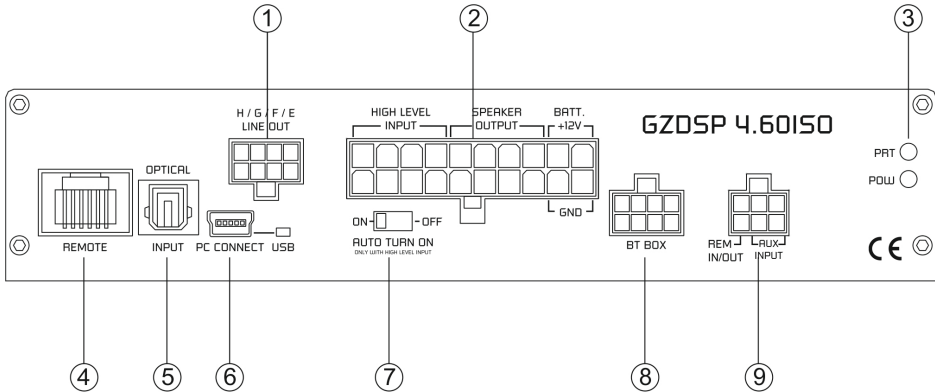 1
2
3
H / G / F / E
LINE OUT
HIGH LEVEL
INPUT
SPEAKER
OUTPUT
BATT.
+12V
GZDSP 4.60ISO
PRT
POW
OPTICAL
GND
ON
OFF
REMOTE
INPUT
PC CONNECT
USB
AUTO TURN ON
ONLY WITH HIGH LEVEL INPUT
BT BOX
REM
IN/OUT
AUX
INPUT
CE
4
5
6
7
8
9